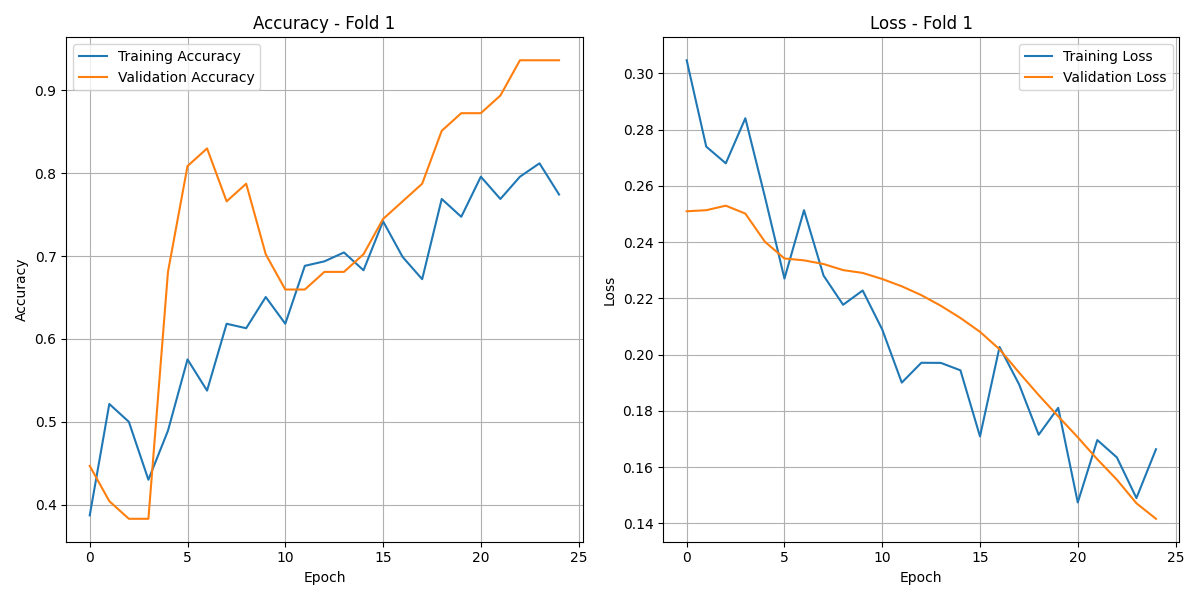 Accuracy - Fold 1
Training Accuracy
Validation Accuracy
0.9
0.8
0.7
0.6
0.5
0.4
Accuracy
0 5 10 15 20 25
Epoch
Loss - Fold 1
Training Loss
Validation Loss
0.30
0.28
0.26
0.24
0.22
0.20
0.18
0.16
0.14
Loss
0 5 10 15 20 25
Epoch